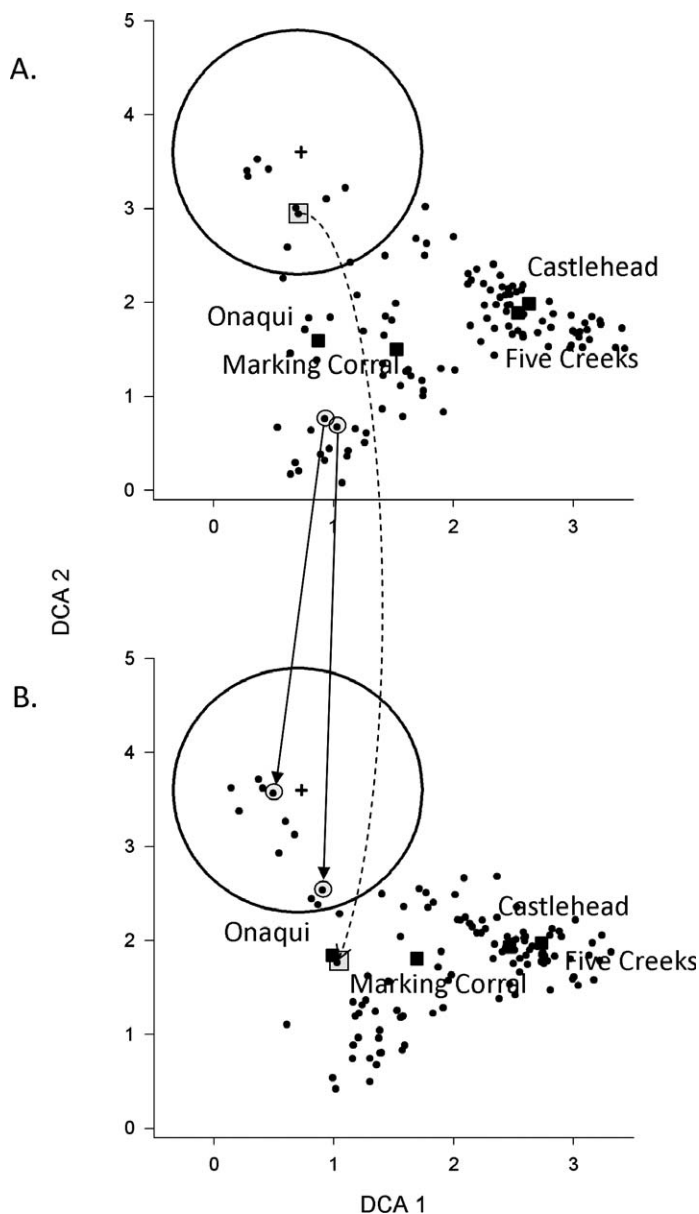 A.
5
4
3
2
1
0
Castlehead
Onaqui
Marking Corral
Five Creeks
0 1 2 3
DCA 2
B.
5
4
3
2
1
0
Castlehead
Onaqui
Five Creeks
Marking Corral
0 1 2 3
DCA 1